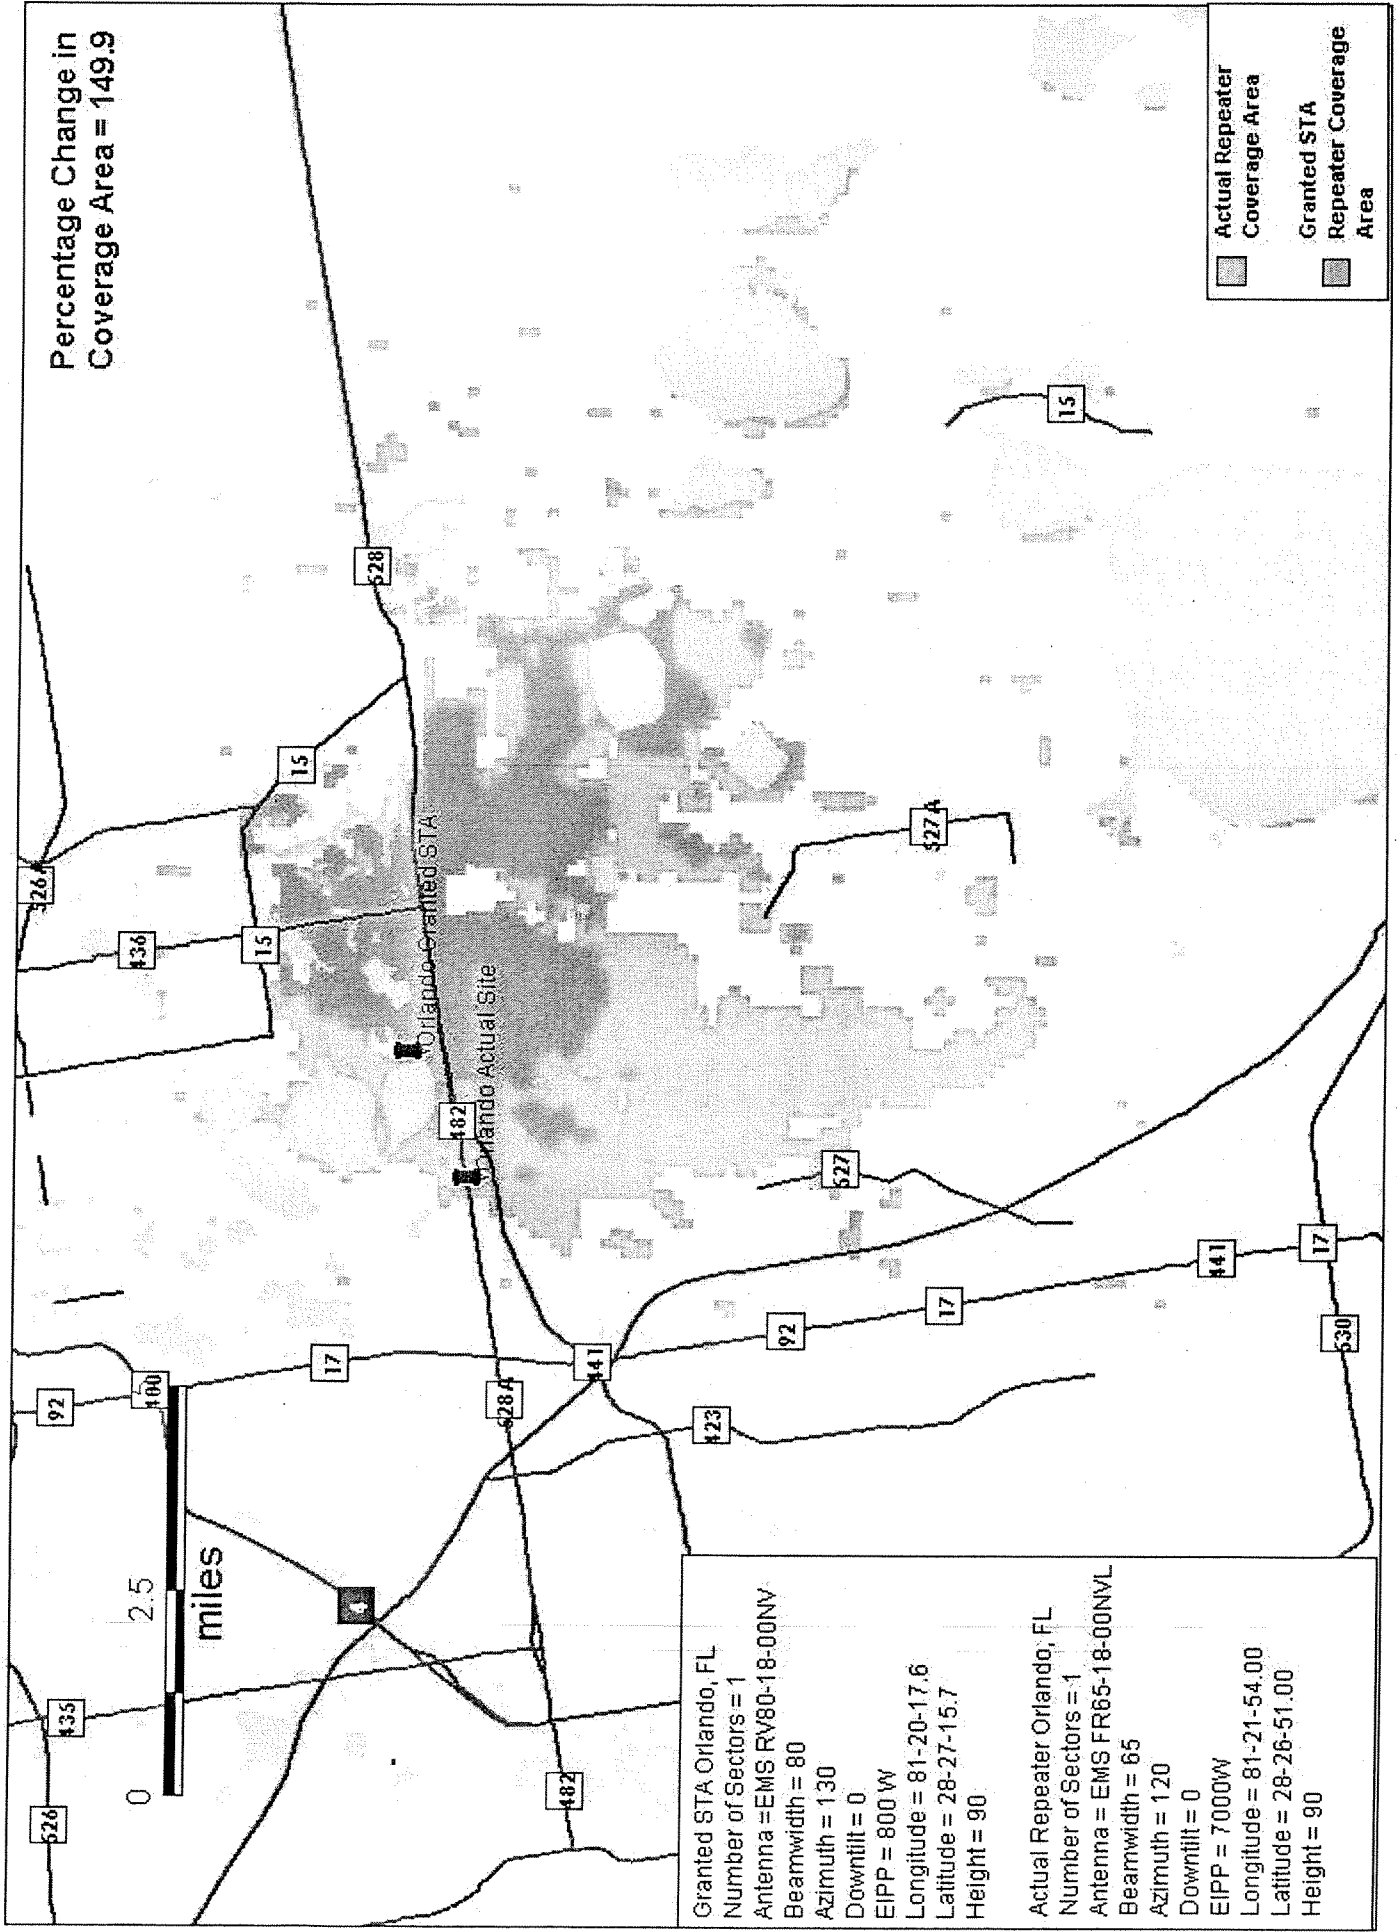 Percentage Change in
Coverage Area = 149.9
526A
436
15
15
528
Orlando Granted STA
Orlando Actual Site
482
527A
15
527
92
400
17
528A
441
92
17
441
17
530
423
4
435
526
482
0
2.5
miles
Granted STA Orlando, FL
Number of Sectors = 1
Antenna =EMS RV80-18-00NV
Beamwidth = 80
Azimuth = 130
Downtilt = 0
EIPP = 800 W
Longitude = 81-20-17.6
Latitude = 28-27-15.7
Height = 90
Actual Repeater Orlando, FL
Number of Sectors = 1
Antenna = EMS FR65-18-00NVL
Beamwidth = 65
Azimuth = 120
Downtilt = 0
EIPP = 7000W
Longitude = 81-21-54.00
Latitude = 28-26-51.00
Height = 90
Actual Repeater
Coverage Area
Granted STA
Repeater Coverage
Area